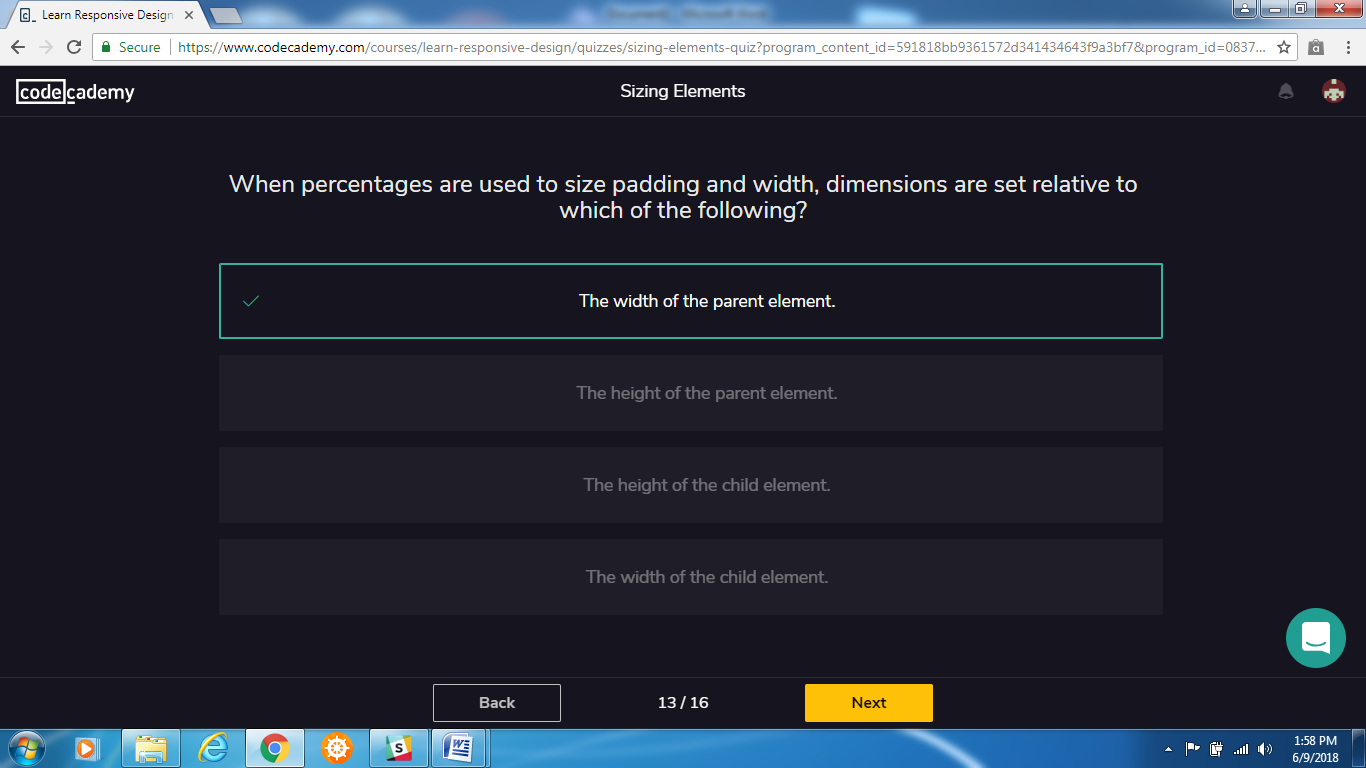 Learn Responsive Design
Secure
https://www.codecademy.com/courses/learn-responsive-design/quizzes/sizing-elements-quiz?program_content_id=591818bb9361572d341434643f9a3bf7&program_id=0837...
codecademy
Sizing Elements
When percentages are used to size padding and width, dimensions are set relative to
which of the following?
The width of the parent element.
The height of the parent element.
The height of the child element.
The width of the child element.
Back
13 / 16
Next
1:58 PM
6/9/2018